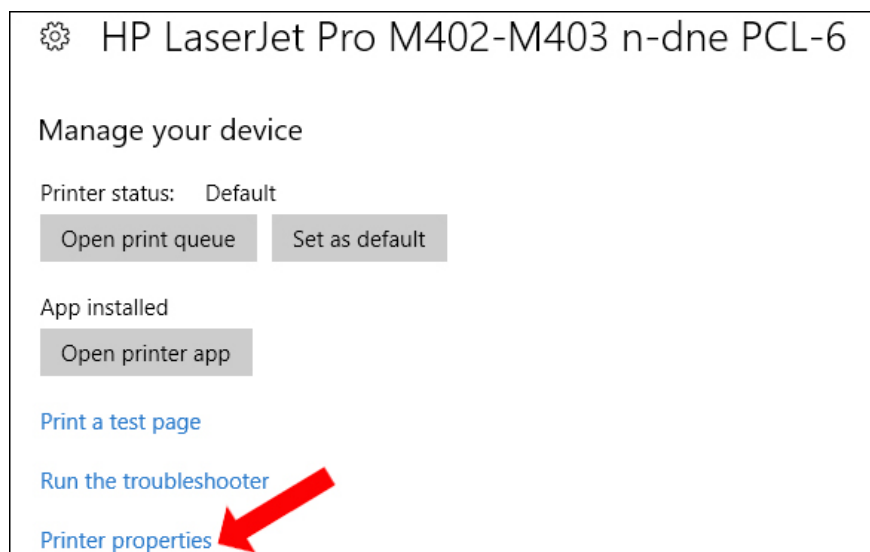 HP LaserJet Pro M402-M403 n-dne PCL-6
Manage your device
Printer status: Default
Open print queue Set as default
App installed
Open printer app
Print a test page
Run the troubleshooter
Printer properties